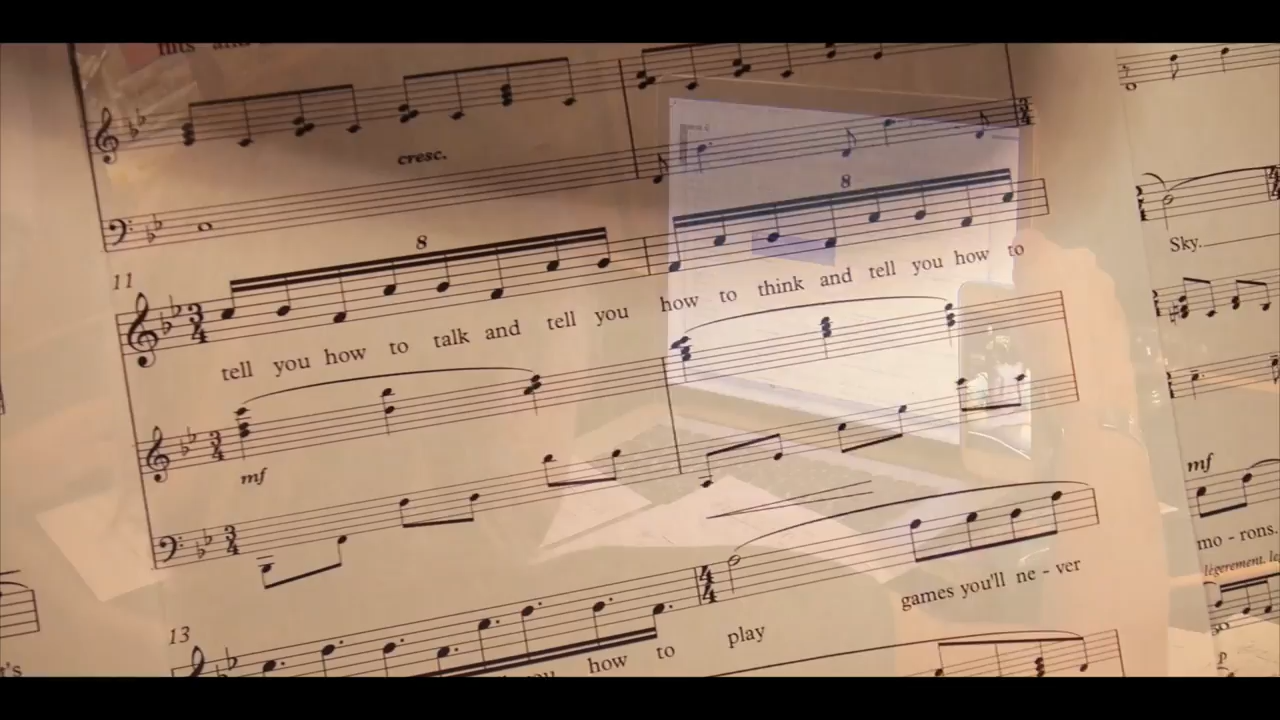 cresc.
11
8
8
tell you how to talk and tell you how to think and tell you how to
mf
Sky.
13
how to play games you'll ne - ver
mf
mo - rons.
légerement.
p
't's